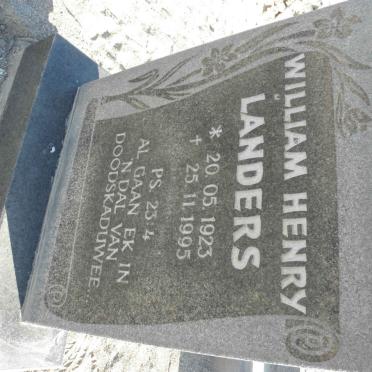 WILLIAM HENRY
LANDERS
* 20.05.1923
+ 25.11.1995
PS. 23-4
AL GAAN EK IN
'N DAL VAN
DOODSKADUWEE...